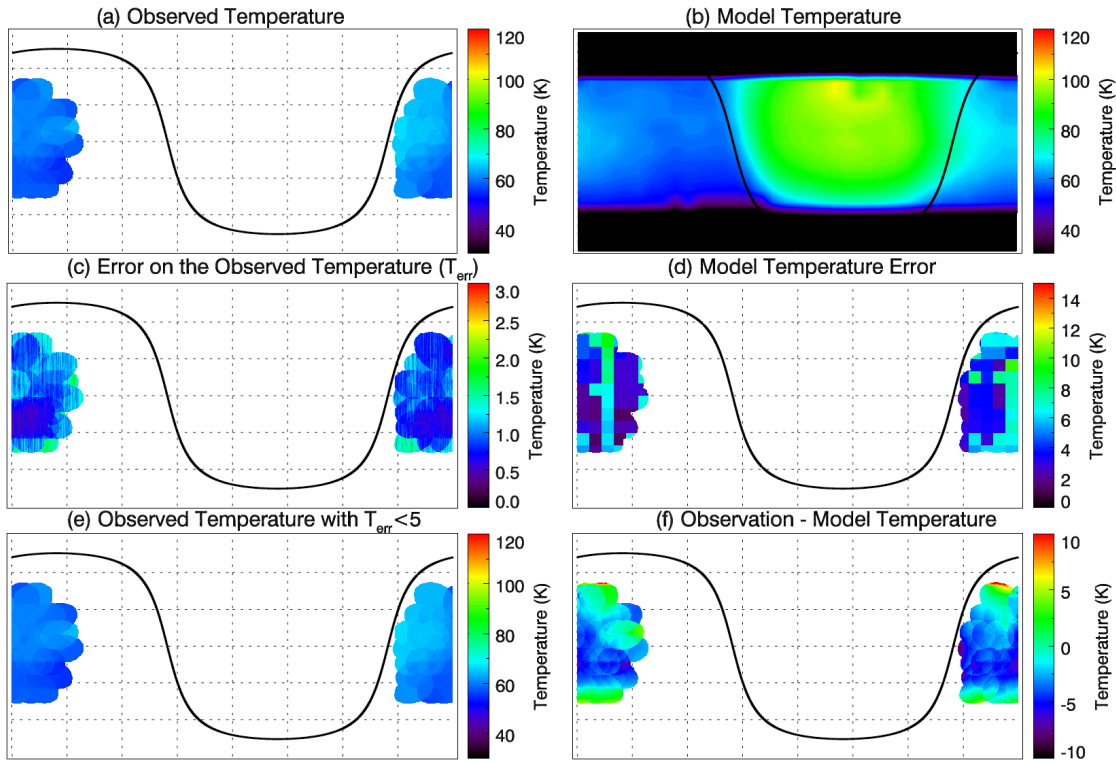 (a) Observed Temperature
120
100
80
60
40
Temperature (K)
(b) Model Temperature
120
100
80
60
40
Temperature (K)
(c) Error on the Observed Temperature (Terr)
3.0
2.5
2.0
1.5
1.0
0.5
0.0
Temperature (K)
(d) Model Temperature Error
14
12
10
8
6
4
2
0
Temperature (K)
(e) Observed Temperature with Terr<5
120
100
80
60
40
Temperature (K)
(f) Observation - Model Temperature
10
5
0
-5
-10
Temperature (K)